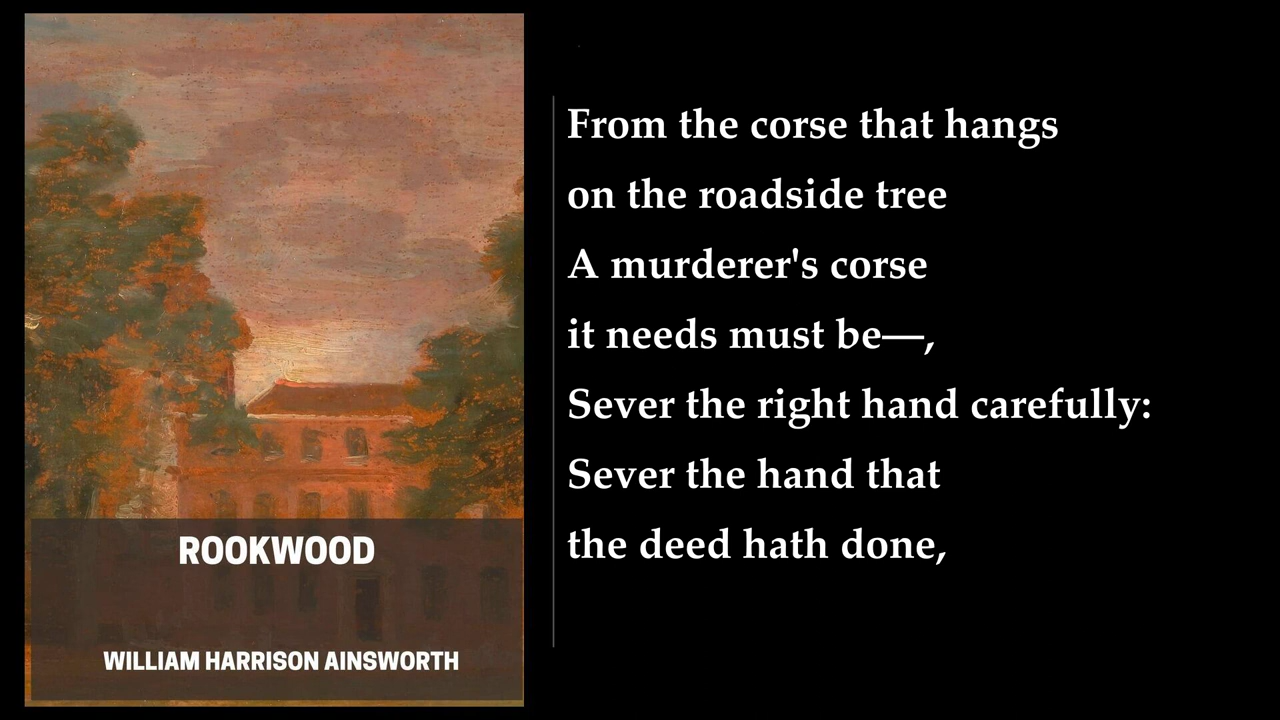 ROOKWOOD
WILLIAM HARRISON AINSWORTH
From the corse that hangs
on the roadside tree
A murderer's corse
it needs must be—,
Sever the right hand carefully:
Sever the hand that
the deed hath done,